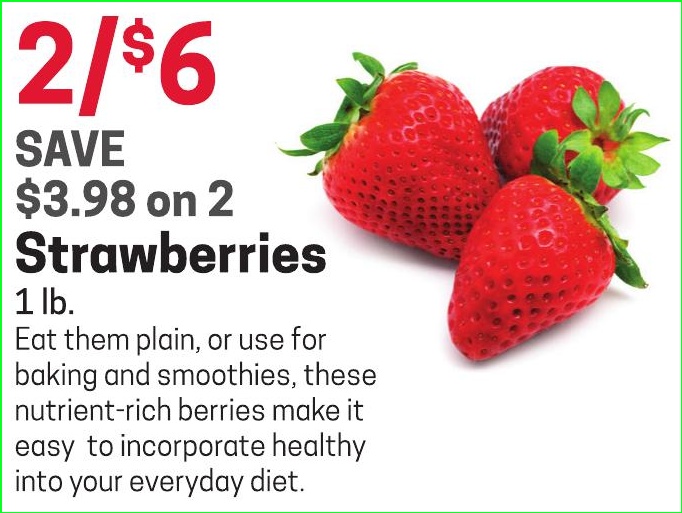 2/$6
SAVE
$3.98 on 2
Strawberries
1 lb.
Eat them plain, or use for
baking and smoothies, these
nutrient-rich berries make it
easy  to incorporate healthy
into your everyday diet.